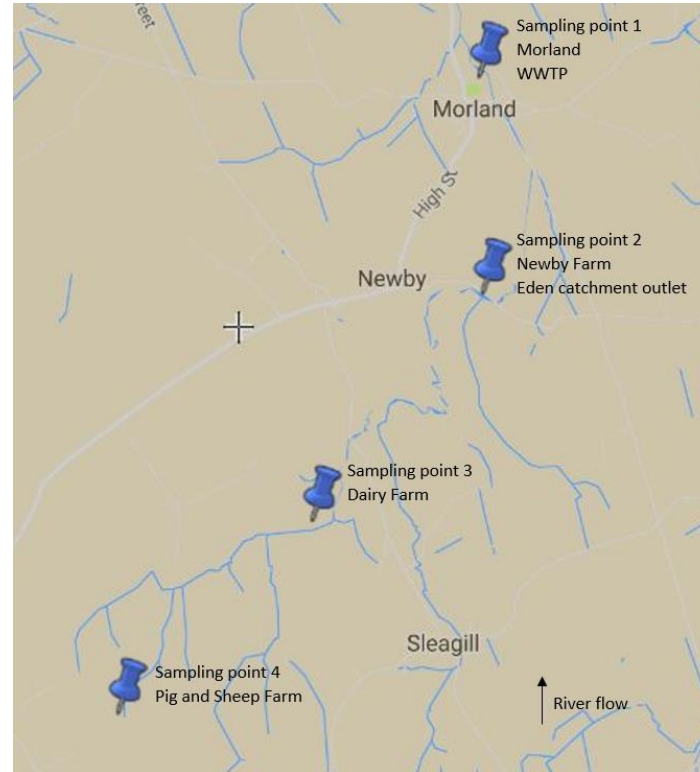 reet
Sampling point 1
Morland
WWTP
Morland
High St
Sampling point 2
Newby Farm
Eden catchment outlet
Newby
Sampling point 3
Dairy Farm
Sleagill
Sampling point 4
Pig and Sheep Farm
River flow